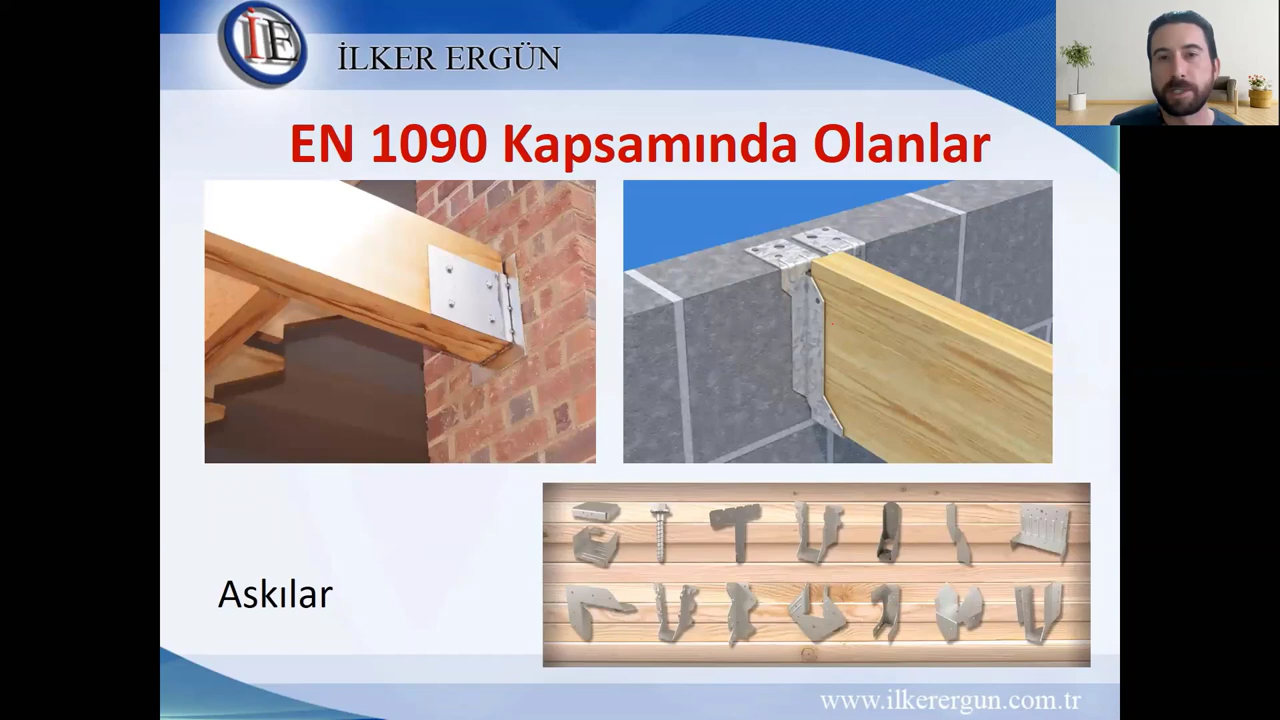 İE
İLKER ERGÜN
EN 1090 Kapsamında Olanlar
Askılar
www.ilkerergun.com.tr